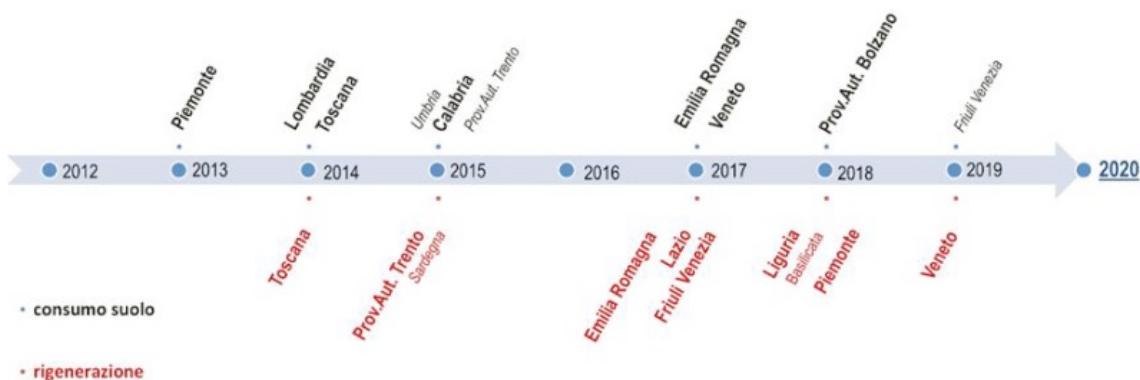 Piemonte
Lombardia
Toscana
Umbria
Calabria
Prov.Aut. Trento
Emilia Romagna
Veneto
Prov.Aut. Bolzano
Friuli Venezia
2012
2013
2014
2015
2016
2017
2018
2019
2020
Toscana
Prov.Aut. Trento
Sardegna
Emilia Romagna
Lazio
Friuli Venezia
Liguria
Basilicata
Piemonte
Veneto
consumo suolo
rigenerazione